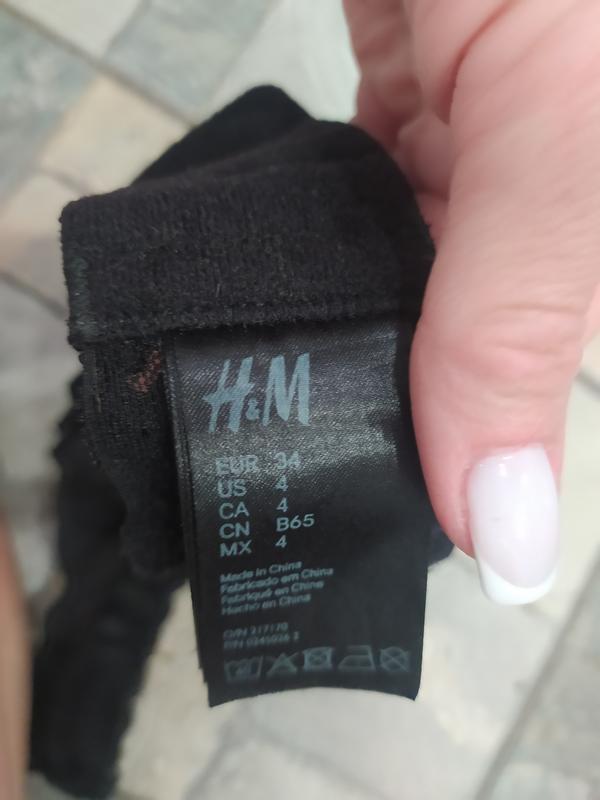 H&M
EUR 34
US 4
CA 4
CN B65
MX 4
Made in China
Fabricado em China
Fabriqué en Chine
Hecho en China
O/N 217170